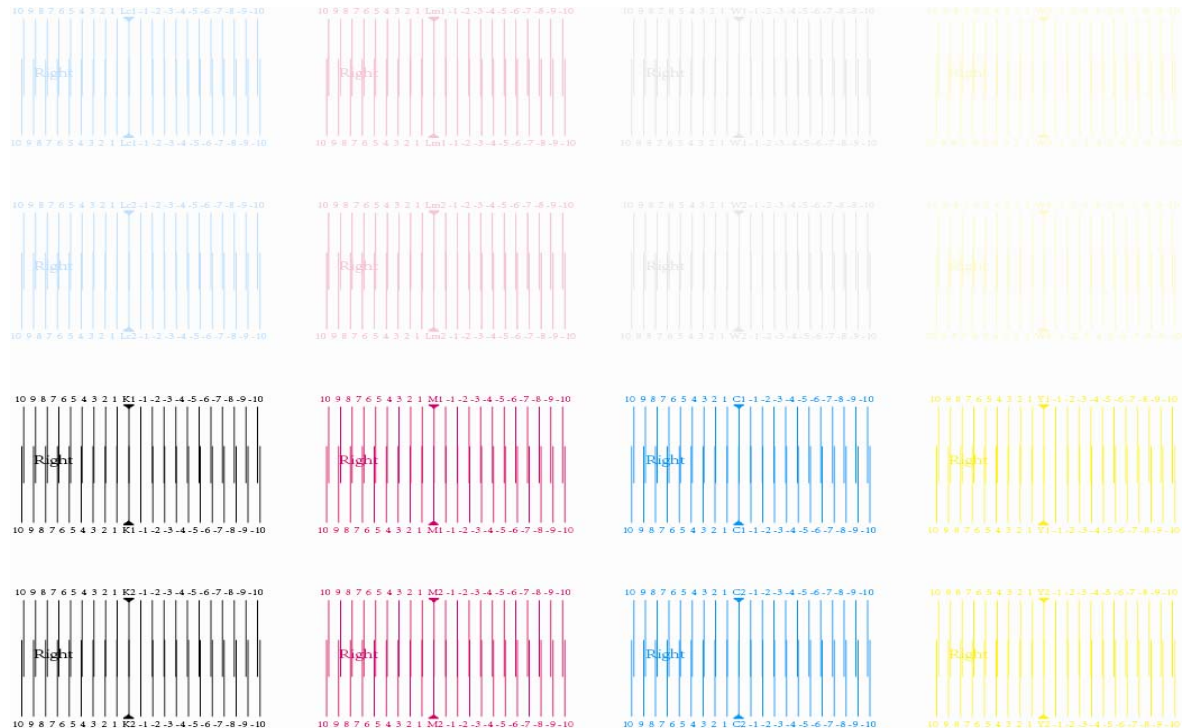 10 9 8 7 6 5 4 3 2 1 Lc1 -1 -2 -3 -4 -5 -6 -7 -8 -9 -10
Right
10 9 8 7 6 5 4 3 2 1 Lc1 -1 -2 -3 -4 -5 -6 -7 -8 -9 -10
10 9 8 7 6 5 4 3 2 1 Lm1 -1 -2 -3 -4 -5 -6 -7 -8 -9 -10
Right
10 9 8 7 6 5 4 3 2 1 Lm1 -1 -2 -3 -4 -5 -6 -7 -8 -9 -10
10 9 8 7 6 5 4 3 2 1 W1 -1 -2 -3 -4 -5 -6 -7 -8 -9 -10
Right
10 9 8 7 6 5 4 3 2 1 W1 -1 -2 -3 -4 -5 -6 -7 -8 -9 -10
Right
10 9 8 7 6 5 4 3 2 1 Lc2 -1 -2 -3 -4 -5 -6 -7 -8 -9 -10
Right
10 9 8 7 6 5 4 3 2 1 Lc2 -1 -2 -3 -4 -5 -6 -7 -8 -9 -10
10 9 8 7 6 5 4 3 2 1 Lm2 -1 -2 -3 -4 -5 -6 -7 -8 -9 -10
Right
10 9 8 7 6 5 4 3 2 1 Lm2 -1 -2 -3 -4 -5 -6 -7 -8 -9 -10
10 9 8 7 6 5 4 3 2 1 W2 -1 -2 -3 -4 -5 -6 -7 -8 -9 -10
Right
10 9 8 7 6 5 4 3 2 1 W2 -1 -2 -3 -4 -5 -6 -7 -8 -9 -10
Right
10 9 8 7 6 5 4 3 2 1 K1 -1 -2 -3 -4 -5 -6 -7 -8 -9 -10
Right
10 9 8 7 6 5 4 3 2 1 K1 -1 -2 -3 -4 -5 -6 -7 -8 -9 -10
10 9 8 7 6 5 4 3 2 1 M1 -1 -2 -3 -4 -5 -6 -7 -8 -9 -10
Right
10 9 8 7 6 5 4 3 2 1 M1 -1 -2 -3 -4 -5 -6 -7 -8 -9 -10
10 9 8 7 6 5 4 3 2 1 C1 -1 -2 -3 -4 -5 -6 -7 -8 -9 -10
Right
10 9 8 7 6 5 4 3 2 1 C1 -1 -2 -3 -4 -5 -6 -7 -8 -9 -10
10 9 8 7 6 5 4 3 2 1 Y1 -1 -2 -3 -4 -5 -6 -7 -8 -9 -10
Right
10 9 8 7 6 5 4 3 2 1 Y1 -1 -2 -3 -4 -5 -6 -7 -8 -9 -10
10 9 8 7 6 5 4 3 2 1 K2 -1 -2 -3 -4 -5 -6 -7 -8 -9 -10
Right
10 9 8 7 6 5 4 3 2 1 K2 -1 -2 -3 -4 -5 -6 -7 -8 -9 -10
10 9 8 7 6 5 4 3 2 1 M2 -1 -2 -3 -4 -5 -6 -7 -8 -9 -10
Right
10 9 8 7 6 5 4 3 2 1 M2 -1 -2 -3 -4 -5 -6 -7 -8 -9 -10
10 9 8 7 6 5 4 3 2 1 C2 -1 -2 -3 -4 -5 -6 -7 -8 -9 -10
Right
10 9 8 7 6 5 4 3 2 1 C2 -1 -2 -3 -4 -5 -6 -7 -8 -9 -10
10 9 8 7 6 5 4 3 2 1 Y2 -1 -2 -3 -4 -5 -6 -7 -8 -9 -10
Right
10 9 8 7 6 5 4 3 2 1 Y2 -1 -2 -3 -4 -5 -6 -7 -8 -9 -10